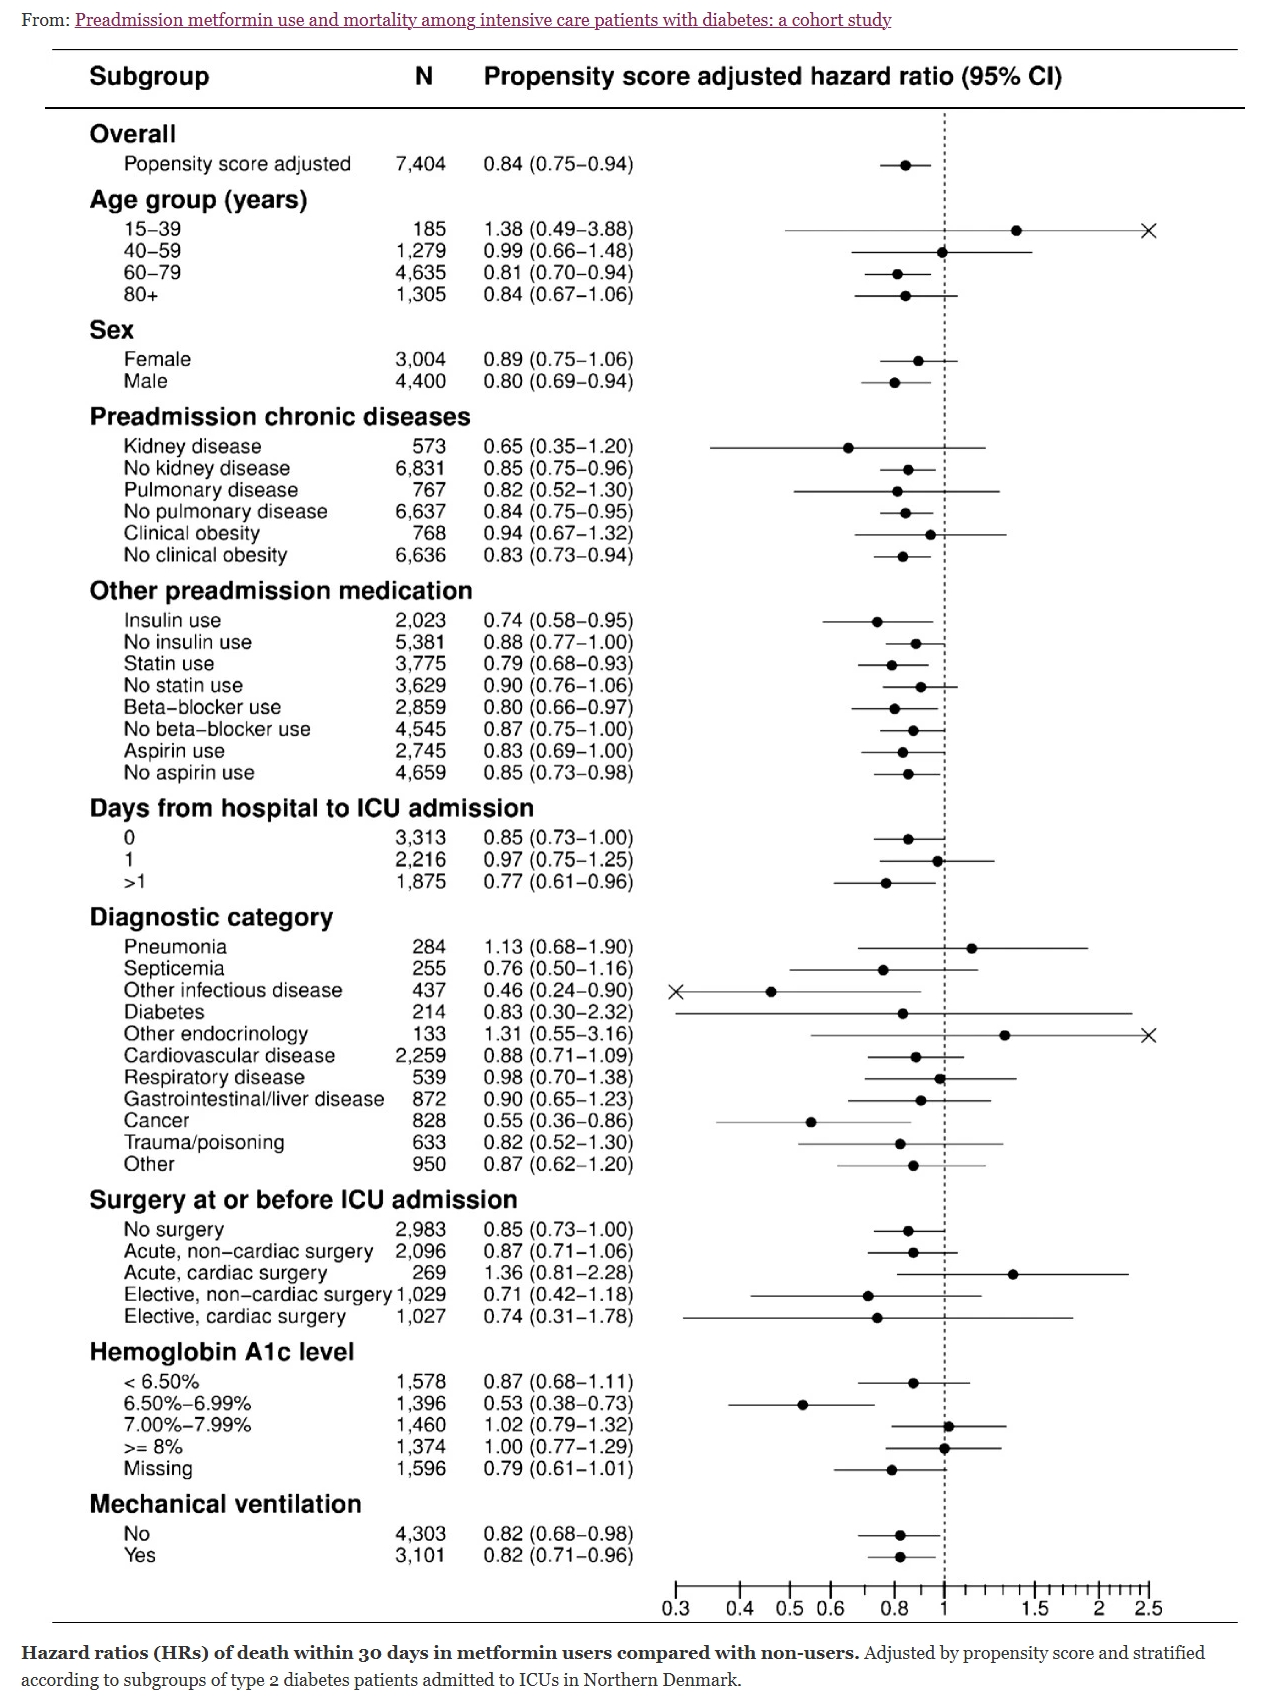 From: Preadmission metformin use and mortality among intensive care patients with diabetes: a cohort study
Subgroup N Propensity score adjusted hazard ratio (95% CI)
Overall
Popensity score adjusted 7,404 0.84 (0.75–0.94)
Age group (years)
15–39 185 1.38 (0.49–3.88)
40–59 1,279 0.99 (0.66–1.48)
60–79 4,635 0.81 (0.70–0.94)
80+ 1,305 0.84 (0.67–1.06)
Sex
Female 3,004 0.89 (0.75–1.06)
Male 4,400 0.80 (0.69–0.94)
Preadmission chronic diseases
Kidney disease 573 0.65 (0.35–1.20)
No kidney disease 6,831 0.85 (0.75–0.96)
Pulmonary disease 767 0.82 (0.52–1.30)
No pulmonary disease 6,637 0.84 (0.75–0.95)
Clinical obesity 768 0.94 (0.67–1.32)
No clinical obesity 6,636 0.83 (0.73–0.94)
Other preadmission medication
Insulin use 2,023 0.74 (0.58–0.95)
No insulin use 5,381 0.88 (0.77–1.00)
Statin use 3,775 0.79 (0.68–0.93)
No statin use 3,629 0.90 (0.76–1.06)
Beta–blocker use 2,859 0.80 (0.66–0.97)
No beta–blocker use 4,545 0.87 (0.75–1.00)
Aspirin use 2,745 0.83 (0.69–1.00)
No aspirin use 4,659 0.85 (0.73–0.98)
Days from hospital to ICU admission
0 3,313 0.85 (0.73–1.00)
1 2,216 0.97 (0.75–1.25)
>1 1,875 0.77 (0.61–0.96)
Diagnostic category
Pneumonia 284 1.13 (0.68–1.90)
Septicemia 255 0.76 (0.50–1.16)
Other infectious disease 437 0.46 (0.24–0.90)
Diabetes 214 0.83 (0.30–2.32)
Other endocrinology 133 1.31 (0.55–3.16)
Cardiovascular disease 2,259 0.88 (0.71–1.09)
Respiratory disease 539 0.98 (0.70–1.38)
Gastrointestinal/liver disease 872 0.90 (0.65–1.23)
Cancer 828 0.55 (0.36–0.86)
Trauma/poisoning 633 0.82 (0.52–1.30)
Other 950 0.87 (0.62–1.20)
Surgery at or before ICU admission
No surgery 2,983 0.85 (0.73–1.00)
Acute, non–cardiac surgery 2,096 0.87 (0.71–1.06)
Acute, cardiac surgery 269 1.36 (0.81–2.28)
Elective, non–cardiac surgery 1,029 0.71 (0.42–1.18)
Elective, cardiac surgery 1,027 0.74 (0.31–1.78)
Hemoglobin A1c level
< 6.50% 1,578 0.87 (0.68–1.11)
6.50%–6.99% 1,396 0.53 (0.38–0.73)
7.00%–7.99% 1,460 1.02 (0.79–1.32)
>= 8% 1,374 1.00 (0.77–1.29)
Missing 1,596 0.79 (0.61–1.01)
Mechanical ventilation
No 4,303 0.82 (0.68–0.98)
Yes 3,101 0.82 (0.71–0.96)
0.3 0.4 0.5 0.6 0.8 1 1.5 2 2.5
Hazard ratios (HRs) of death within 30 days in metformin users compared with non-users. Adjusted by propensity score and stratified
according to subgroups of type 2 diabetes patients admitted to ICUs in Northern Denmark.